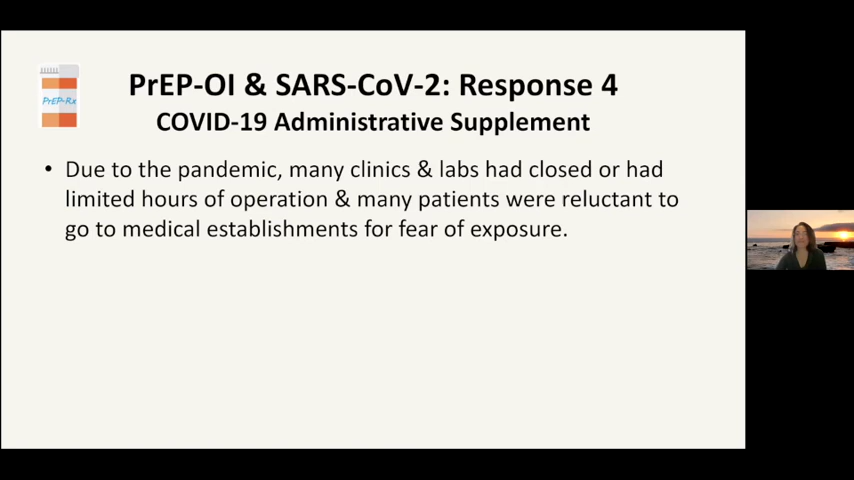 PrEP-OI & SARS-CoV-2: Response 4
PrEP-Rx
COVID-19 Administrative Supplement
• Due to the pandemic, many clinics & labs had closed or had
limited hours of operation & many patients were reluctant to
go to medical establishments for fear of exposure.